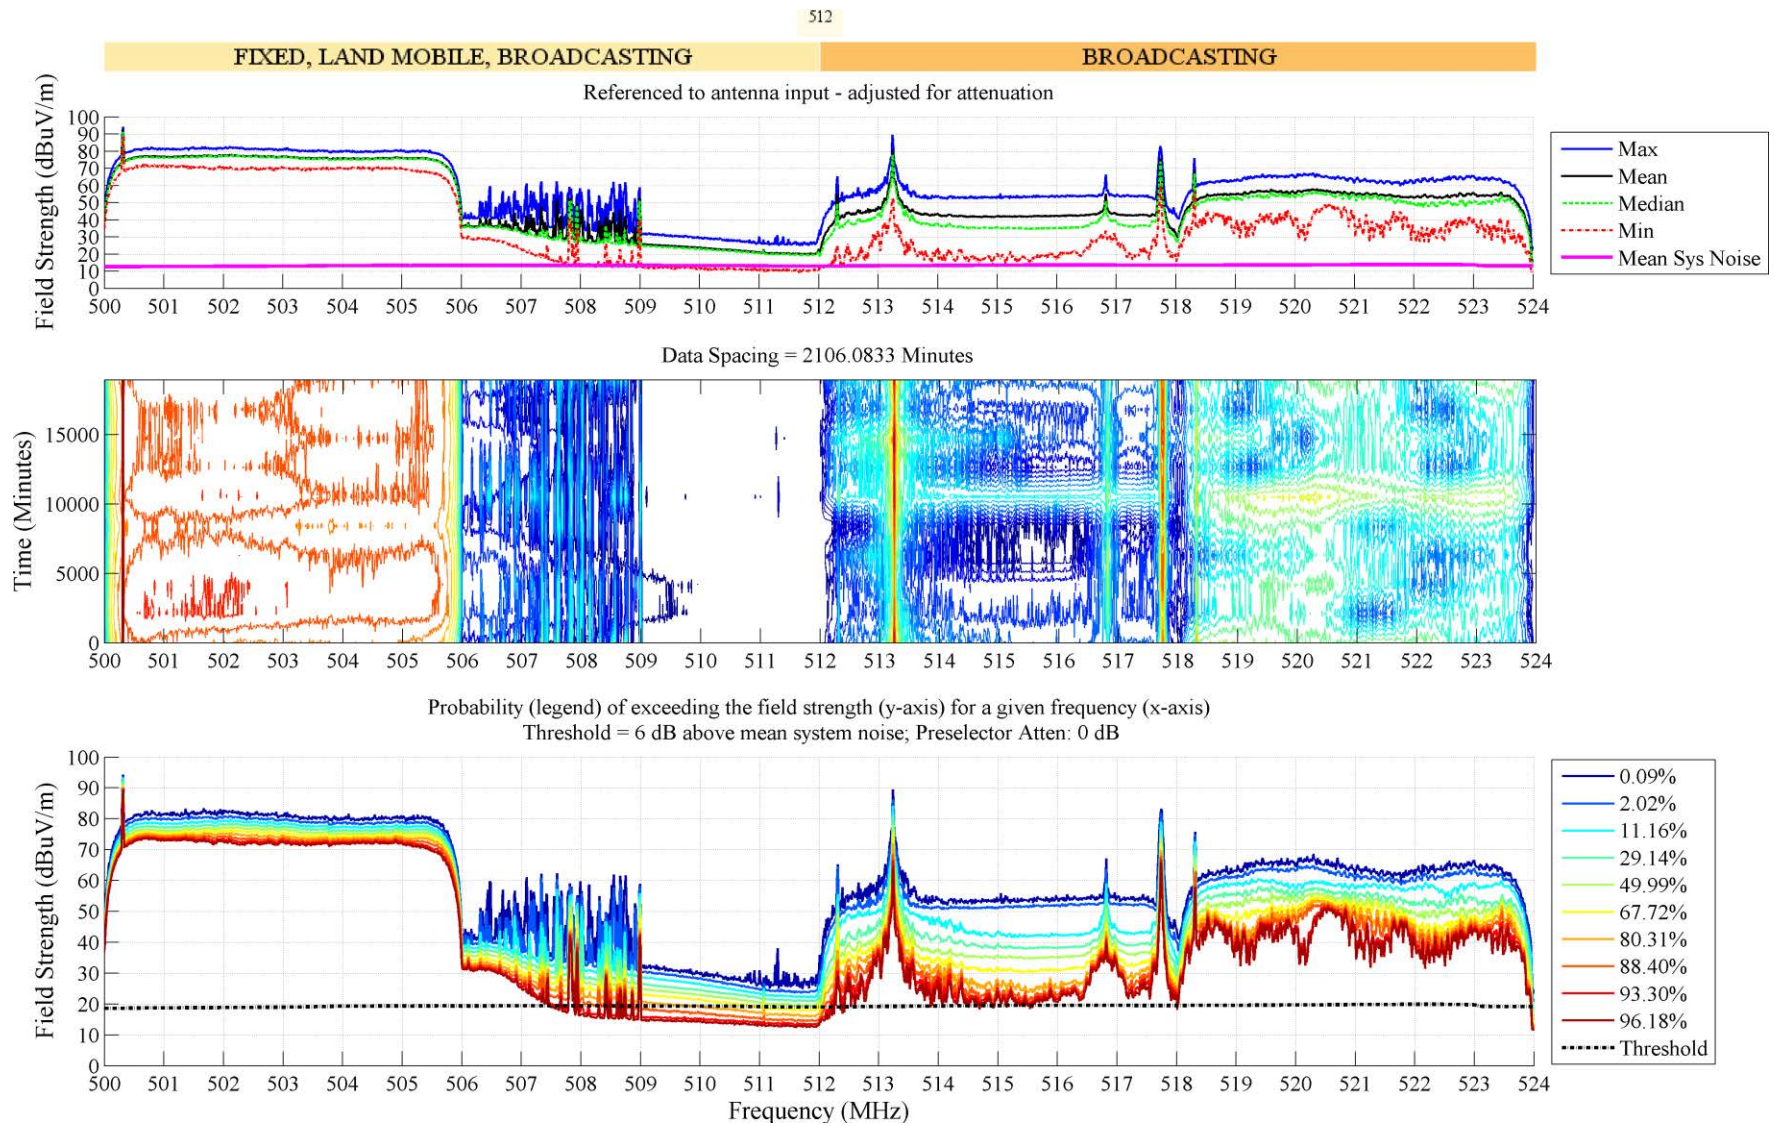 512
FIXED, LAND MOBILE, BROADCASTING BROADCASTING
Referenced to antenna input - adjusted for attenuation
Field Strength (dBuV/m)
100
90
80
70
60
50
40
30
20
10
0
500 501 502 503 504 505 506 507 508 509 510 511 512 513 514 515 516 517 518 519 520 521 522 523 524
Max
Mean
Median
Min
Mean Sys Noise
Data Spacing = 2106.0833 Minutes
Time (Minutes)
15000
10000
5000
0
500 501 502 503 504 505 506 507 508 509 510 511 512 513 514 515 516 517 518 519 520 521 522 523 524
Probability (legend) of exceeding the field strength (y-axis) for a given frequency (x-axis)
Threshold = 6 dB above mean system noise; Preselector Atten: 0 dB
Field Strength (dBuV/m)
100
90
80
70
60
50
40
30
20
10
0
500 501 502 503 504 505 506 507 508 509 510 511 512 513 514 515 516 517 518 519 520 521 522 523 524
Frequency (MHz)
0.09%
2.02%
11.16%
29.14%
49.99%
67.72%
80.31%
88.40%
93.30%
96.18%
Threshold